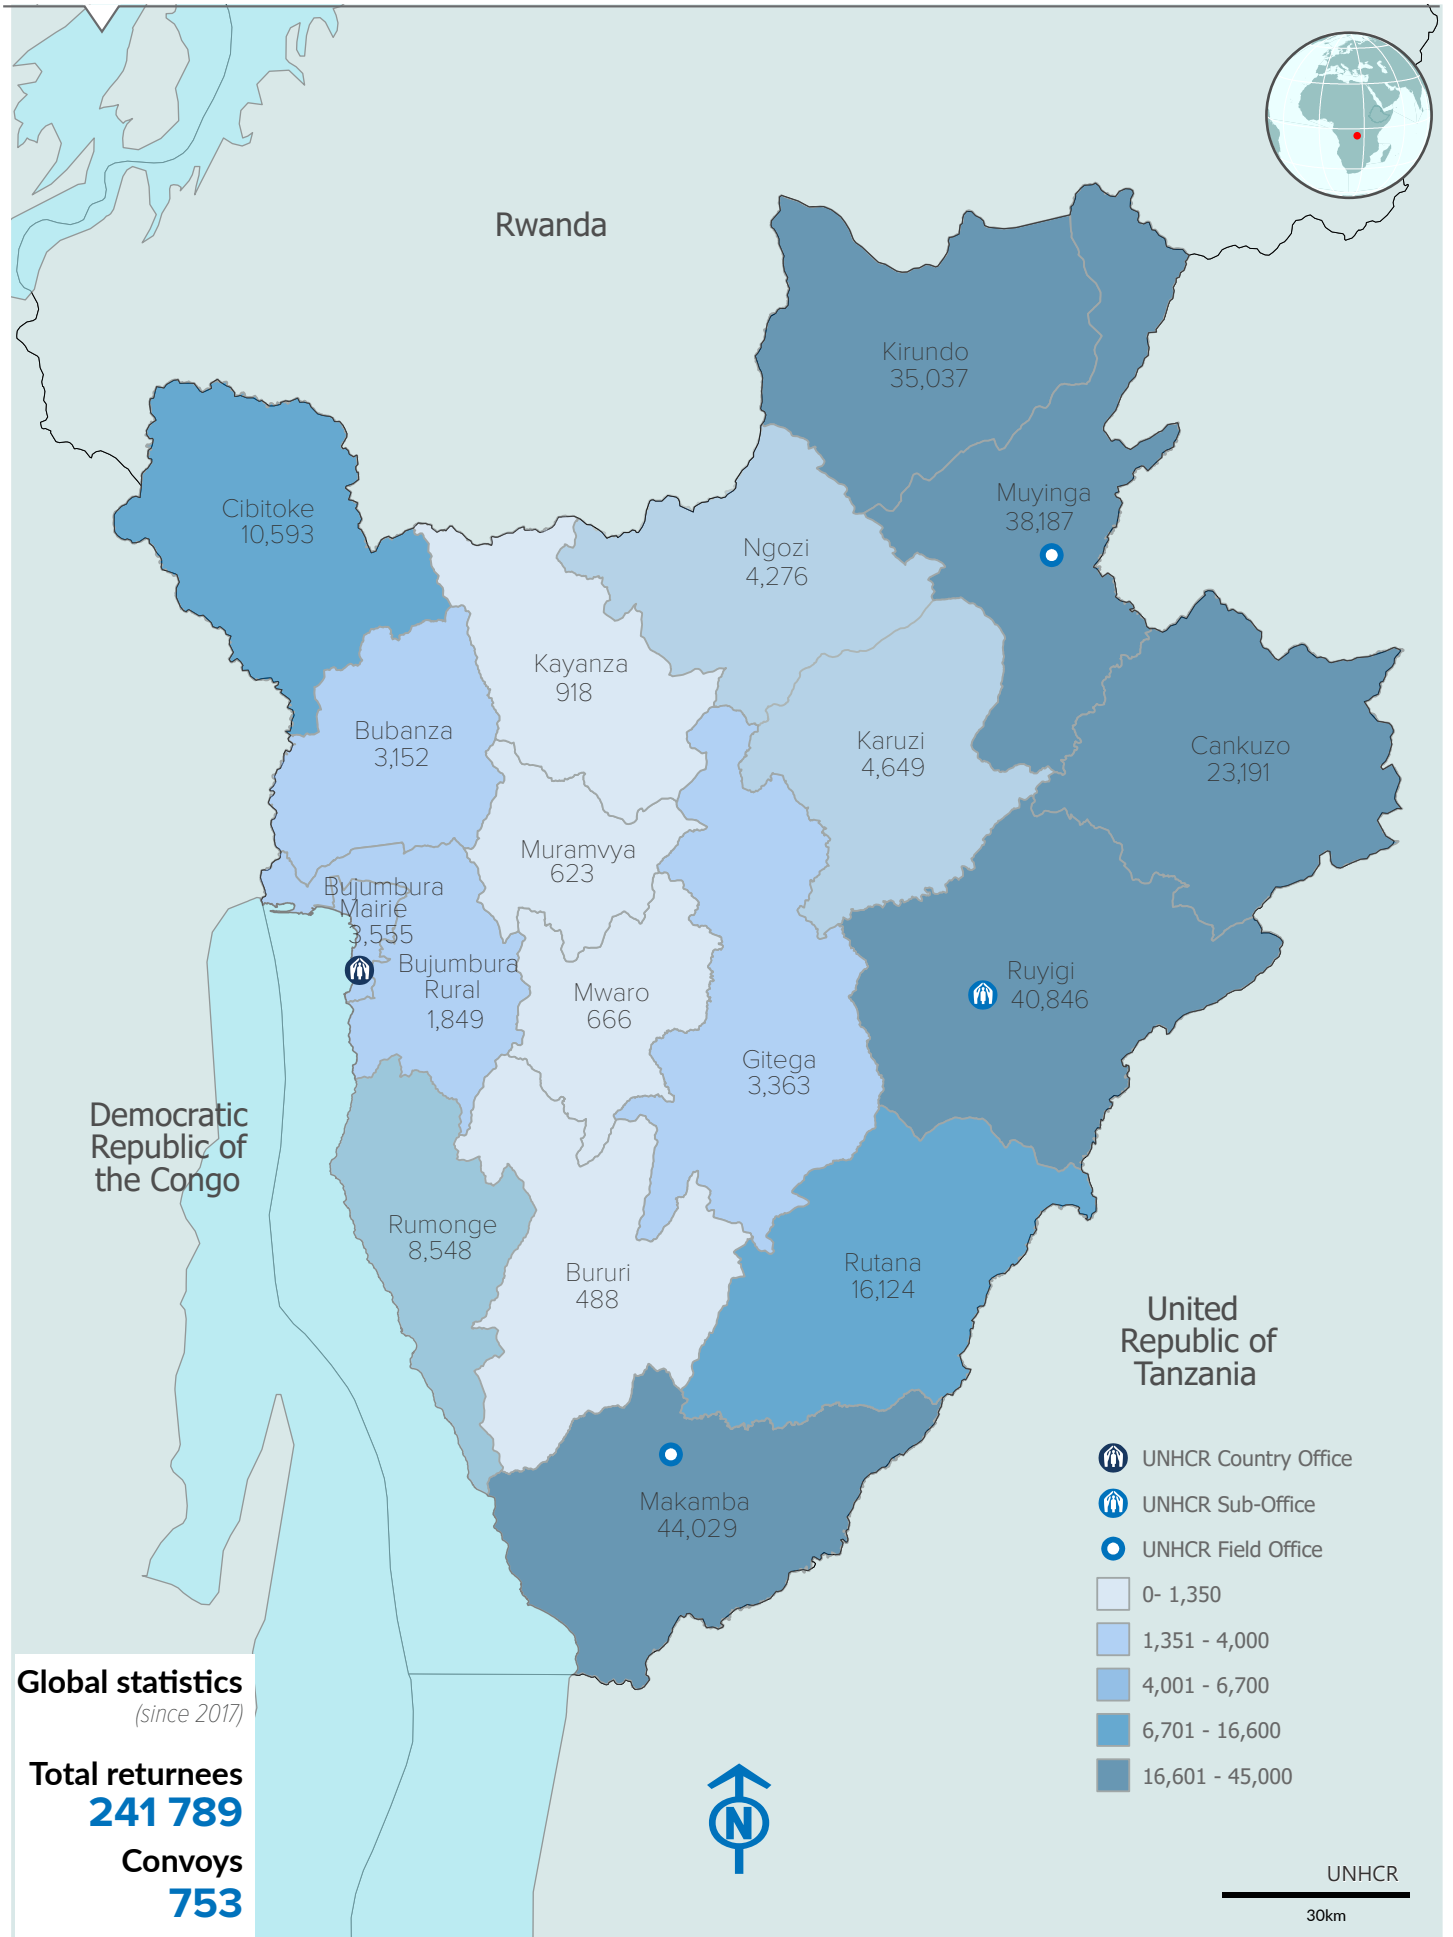 Rwanda
Kirundo
35,037
Muyinga
38,187
Cibitoke
10,593
Ngozi
4,276
Kayanza
918
Bubanza
3,152
Karuzi
4,649
Cankuzo
23,191
Muramvya
623
Bujumbura
Mairie
3,555
Bujumbura
Rural
1,849
Mwaro
666
Ruyigi
40,846
Gitega
3,363
Democratic
Republic of
the Congo
Rumonge
8,548
Bururi
488
Rutana
16,124
United
Republic of
Tanzania
Makamba
44,029
UNHCR Country Office
UNHCR Sub-Office
UNHCR Field Office
0- 1,350
1,351 - 4,000
4,001 - 6,700
6,701 - 16,600
16,601 - 45,000
Global statistics
(since 2017)
Total returnees
241 789
Convoys
753
N
UNHCR
30km